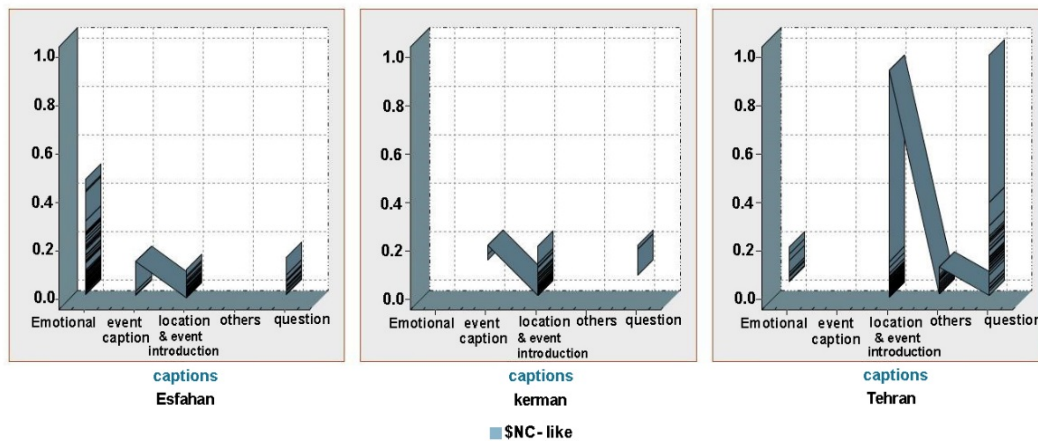 1.0
0.8
0.6
0.4
0.2
0.0
Emotional
event
caption
location
& event
introduction
others
question
captions
Esfahan
1.0
0.8
0.6
0.4
0.2
0.0
Emotional
event
caption
location
& event
introduction
others
question
captions
kerman
1.0
0.8
0.6
0.4
0.2
0.0
Emotional
event
caption
location
& event
introduction
others
question
captions
Tehran
$NC- like